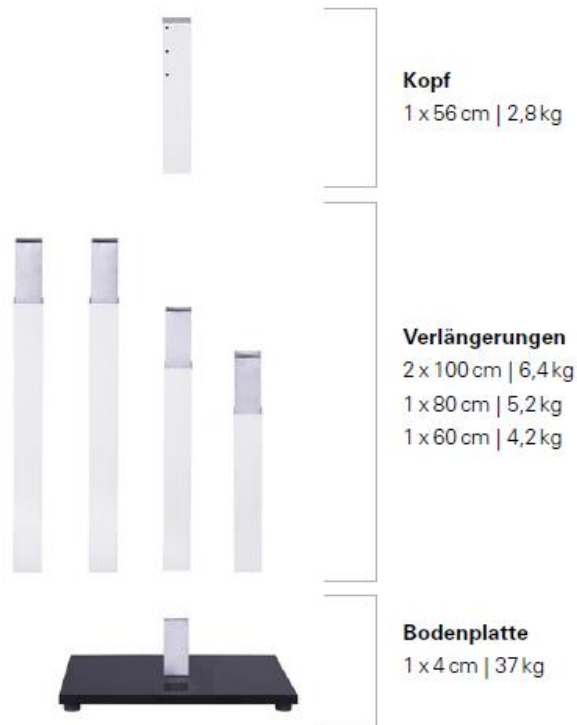 Kopf
1 x 56 cm | 2,8 kg
Verlängerungen
2 x 100 cm | 6,4 kg
1 x 80 cm | 5,2 kg
1 x 60 cm | 4,2 kg
Bodenplatte
1 x 4 cm | 37 kg